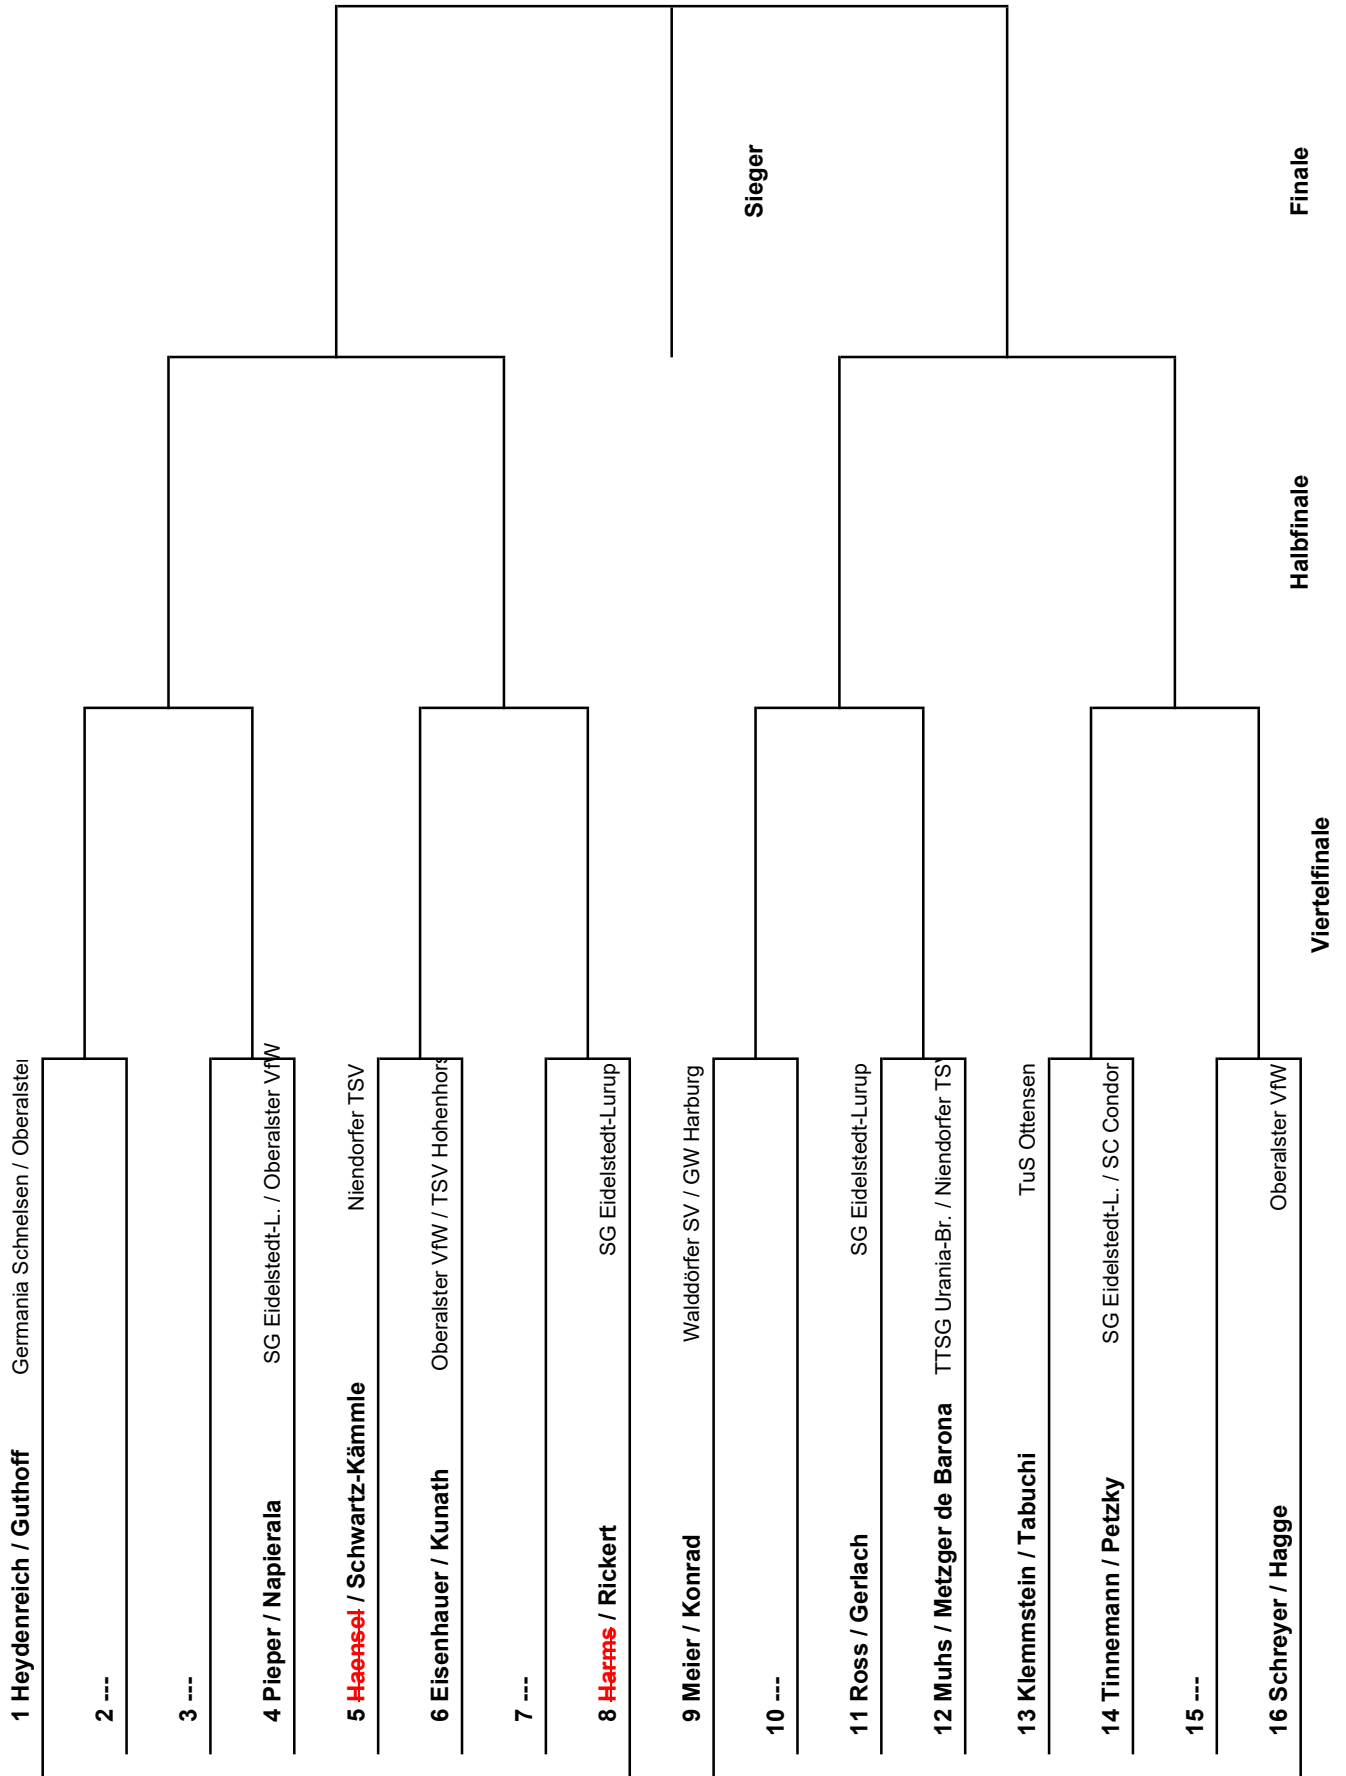 1 Heydenreich / Guthoff Germania Schnelsen / Oberalster
2 ---
3 ---
4 Pieper / Napierala SG Eidelstedt-L. / Oberalster VfW
5 Haensel / Schwartz-Kämmle Niendorfer TSV
6 Eisenhauer / Kunath Oberalster VfW / TSV Hohenhors
7 ---
8 Harms / Rickert SG Eidelstedt-Lurup
9 Meier / Konrad Walddörfer SV / GW Harburg
10 ---
11 Ross / Gerlach SG Eidelstedt-Lurup
12 Muhs / Metzger de Barona TTSG Urania-Br. / Niendorfer TSV
13 Klemmstein / Tabuchi TuS Ottensen
14 Tinnemann / Petzky SG Eidelstedt-L. / SC Condor
15 ---
16 Schreyer / Hagge Oberalster VfW
Sieger
Viertelfinale
Halbfinale
Finale